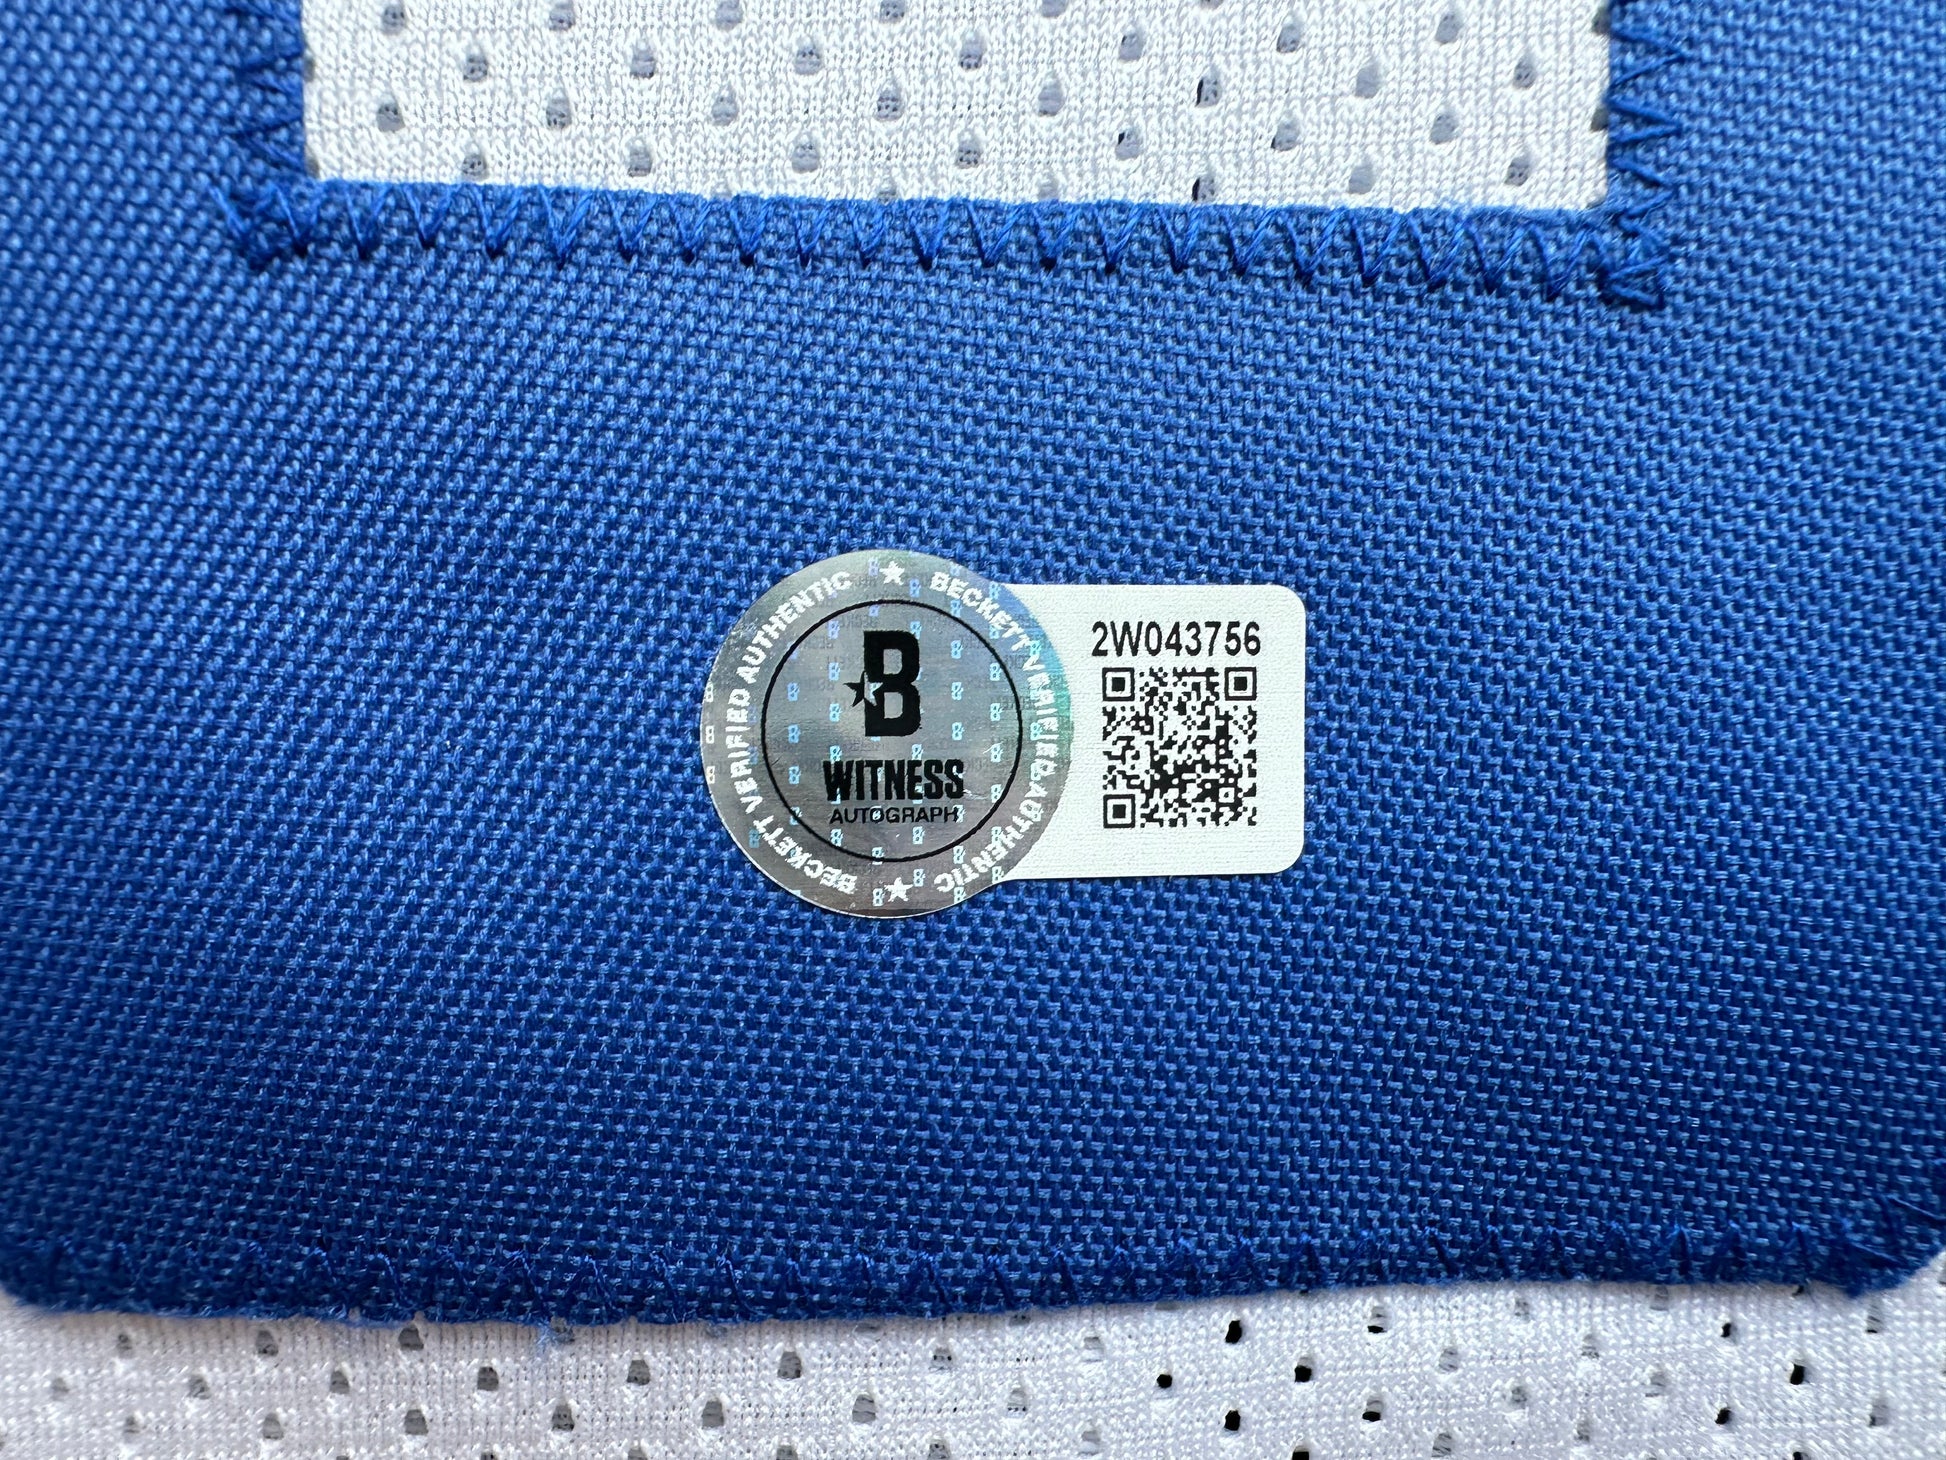 BECKETT VERIFIED AUTHENTIC ★ BECKETT VERIFIED AUTHENTIC ★
B
WITNESS
AUTOGRAPH
2W043756